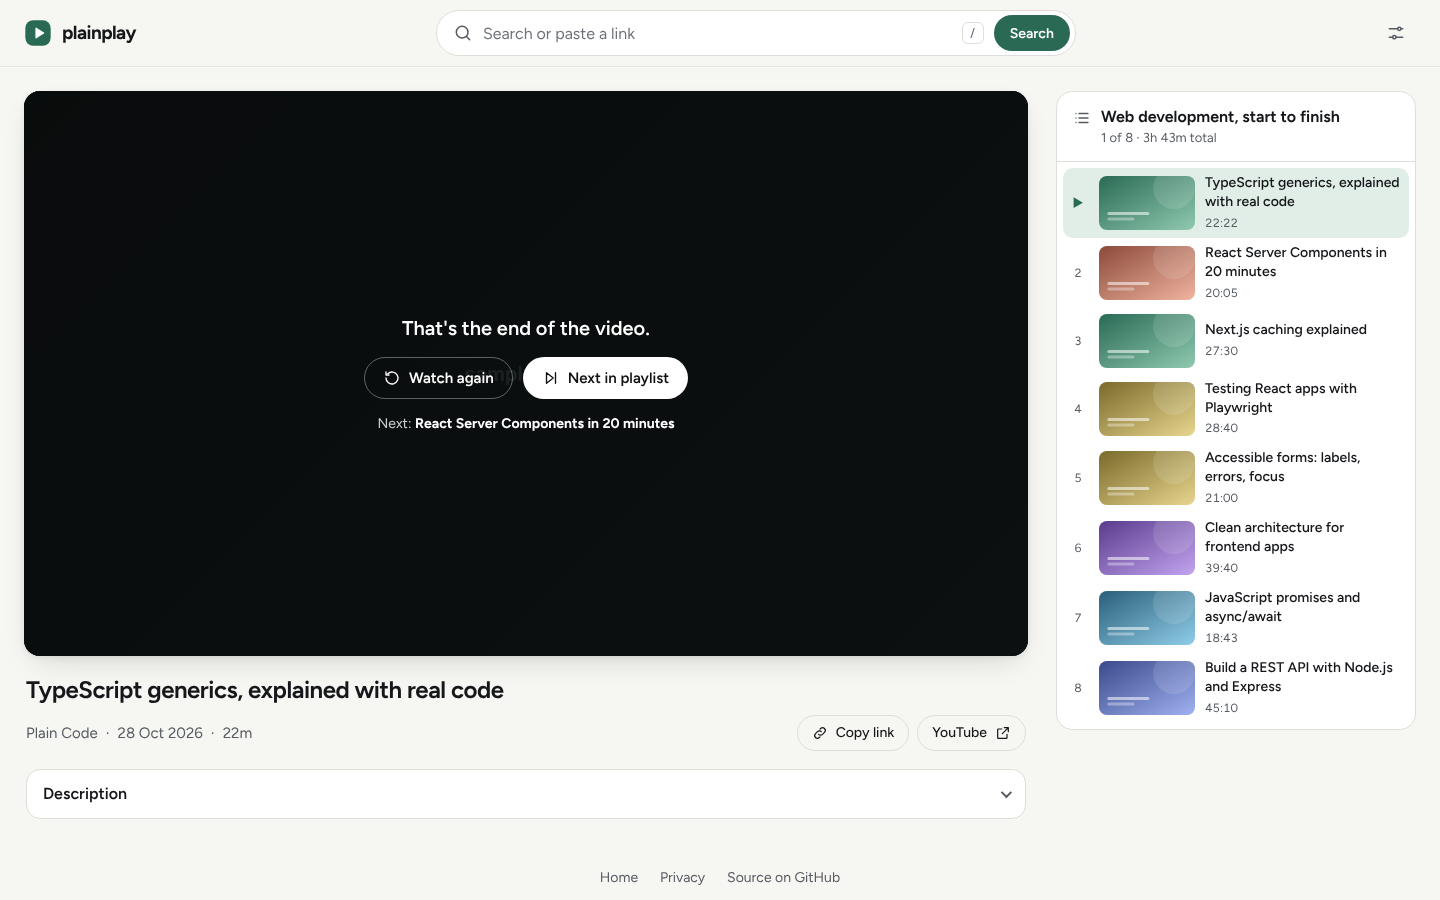 plainplay
Search or paste a link
/
Search
That's the end of the video.
Watch again
Next in playlist
Next: React Server Components in 20 minutes
TypeScript generics, explained with real code
Plain Code · 28 Oct 2026 · 22m
Copy link
YouTube
Description
Web development, start to finish
1 of 8 · 3h 43m total
TypeScript generics, explained
with real code
22:22
2
React Server Components in
20 minutes
20:05
3
Next.js caching explained
27:30
4
Testing React apps with
Playwright
28:40
5
Accessible forms: labels,
errors, focus
21:00
6
Clean architecture for
frontend apps
39:40
7
JavaScript promises and
async/await
18:43
8
Build a REST API with Node.js
and Express
45:10
Home
Privacy
Source on GitHub